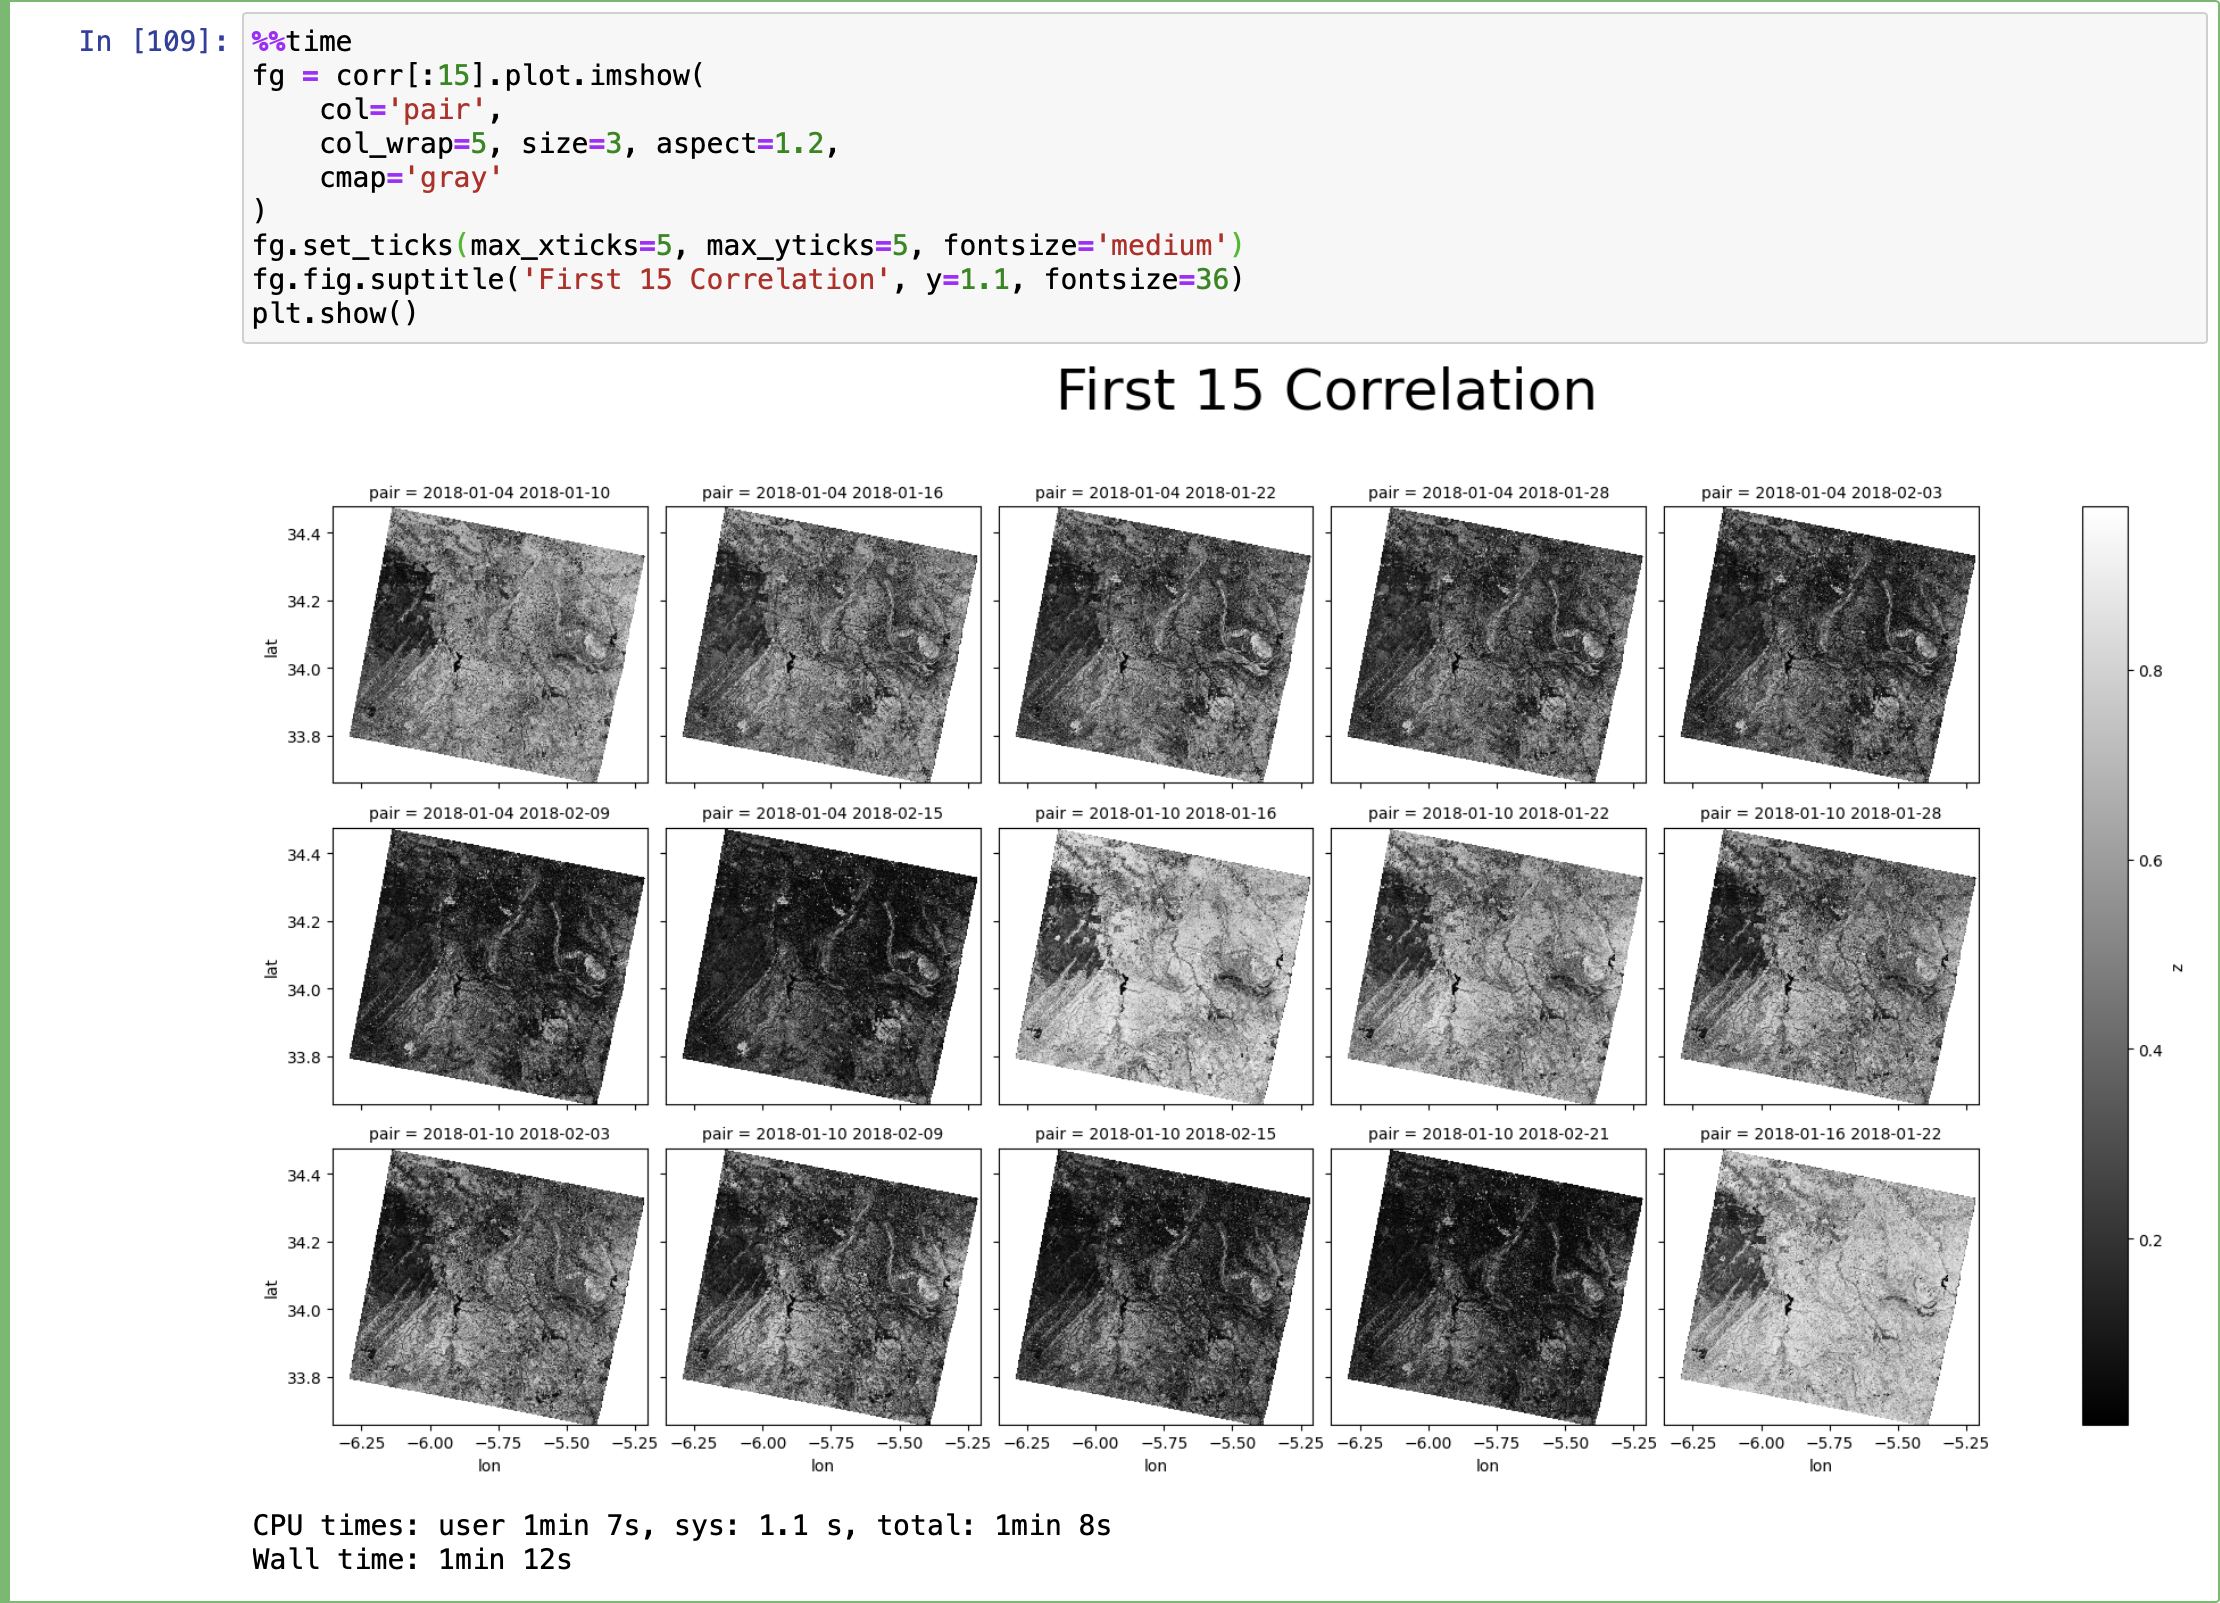 In [109]: %%time
fg = corr[:15].plot.imshow(
    col='pair',
    col_wrap=5, size=3, aspect=1.2,
    cmap='gray'
)
fg.set_ticks(max_xticks=5, max_yticks=5, fontsize='medium')
fg.fig.suptitle('First 15 Correlation', y=1.1, fontsize=36)
plt.show()
First 15 Correlation
pair = 2018-01-04 2018-01-10
pair = 2018-01-04 2018-01-16
pair = 2018-01-04 2018-01-22
pair = 2018-01-04 2018-01-28
pair = 2018-01-04 2018-02-03
34.4
34.2
34.0
33.8
lat
pair = 2018-01-04 2018-02-09
pair = 2018-01-04 2018-02-15
pair = 2018-01-10 2018-01-16
pair = 2018-01-10 2018-01-22
pair = 2018-01-10 2018-01-28
34.4
34.2
34.0
33.8
lat
pair = 2018-01-10 2018-02-03
pair = 2018-01-10 2018-02-09
pair = 2018-01-10 2018-02-15
pair = 2018-01-10 2018-02-21
pair = 2018-01-16 2018-01-22
34.4
34.2
34.0
33.8
lat
−6.25 −6.00 −5.75 −5.50 −5.25
lon
−6.25 −6.00 −5.75 −5.50 −5.25
lon
−6.25 −6.00 −5.75 −5.50 −5.25
lon
−6.25 −6.00 −5.75 −5.50 −5.25
lon
−6.25 −6.00 −5.75 −5.50 −5.25
lon
0.8
0.6
0.4
0.2
z
CPU times: user 1min 7s, sys: 1.1 s, total: 1min 8s
Wall time: 1min 12s